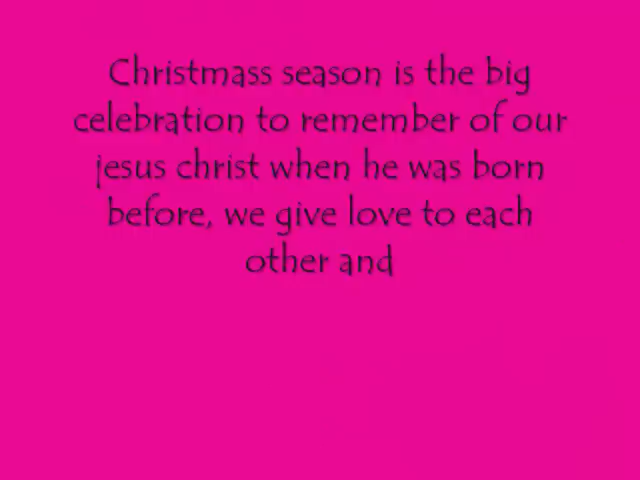 Christmass season is the big
celebration to remember of our
jesus christ when he was born
before, we give love to each
other and